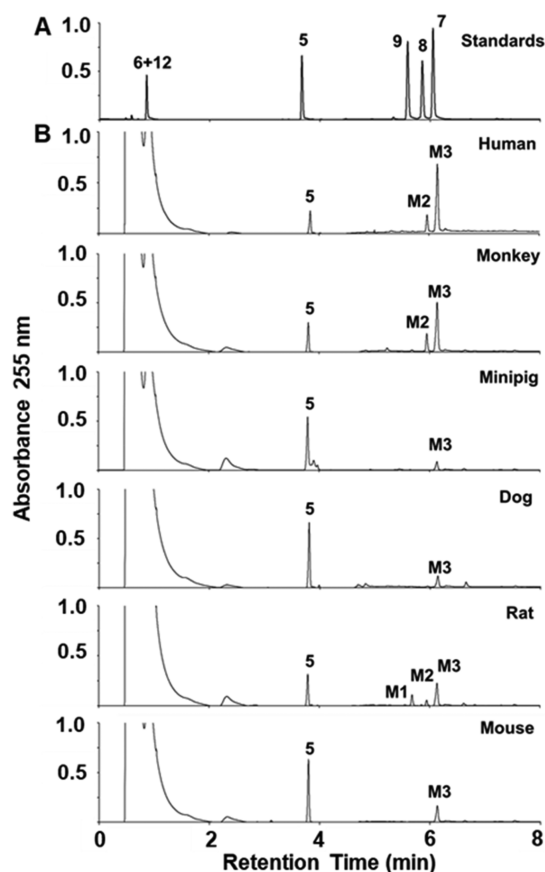 A
1.0
0.5
6+12
5
9
8
7
Standards
B
1.0
0.5
5
M2
M3
Human
1.0
0.5
5
M2
M3
Monkey
1.0
0.5
5
M3
Minipig
1.0
0.5
5
M3
Dog
1.0
0.5
5
M1
M2
M3
Rat
1.0
0.5
5
M3
Mouse
0 2 4 6 8
Retention Time (min)
Absorbance 255 nm